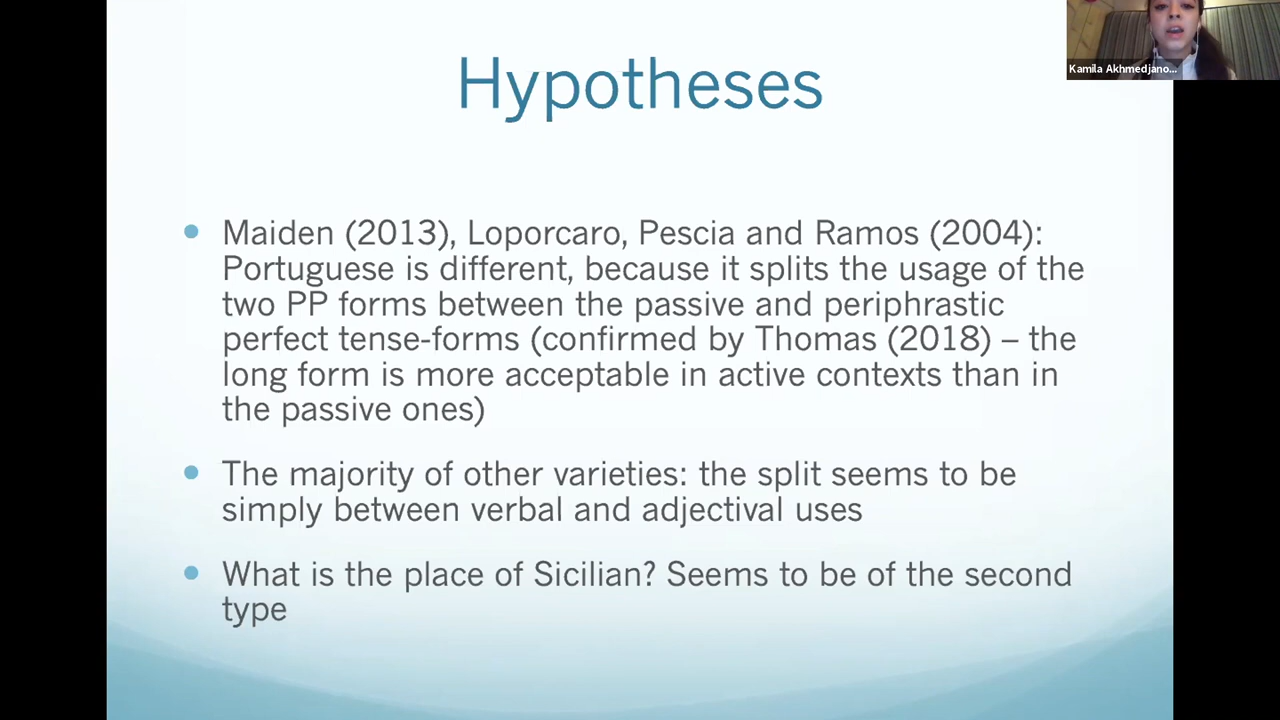 Kamila Akhmedjano...
Hypotheses
• Maiden (2013), Loporcaro, Pescia and Ramos (2004):
Portuguese is different, because it splits the usage of the
two PP forms between the passive and periphrastic
perfect tense-forms (confirmed by Thomas (2018) – the
long form is more acceptable in active contexts than in
the passive ones)
• The majority of other varieties: the split seems to be
simply between verbal and adjectival uses
• What is the place of Sicilian? Seems to be of the second
type